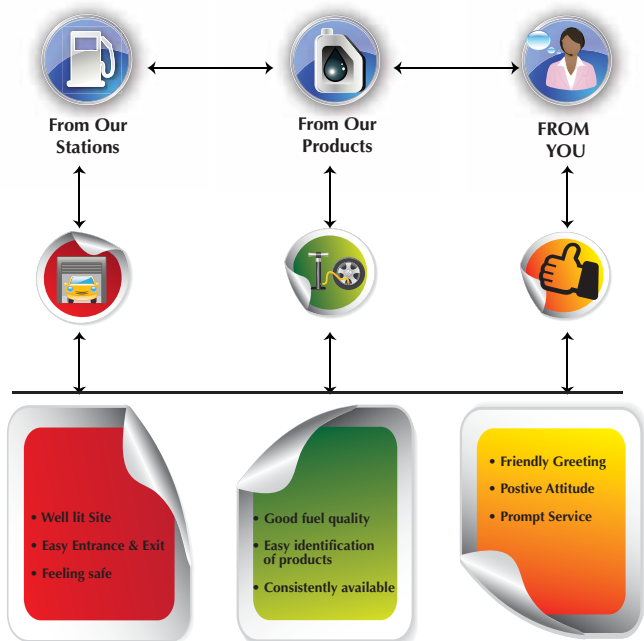 From Our
Stations
From Our
Products
FROM
YOU
• Well lit Site
• Easy Entrance & Exit
• Feeling safe
• Good fuel quality
• Easy identification
of products
• Consistently available
• Friendly Greeting
• Postive Attitude
• Prompt Service